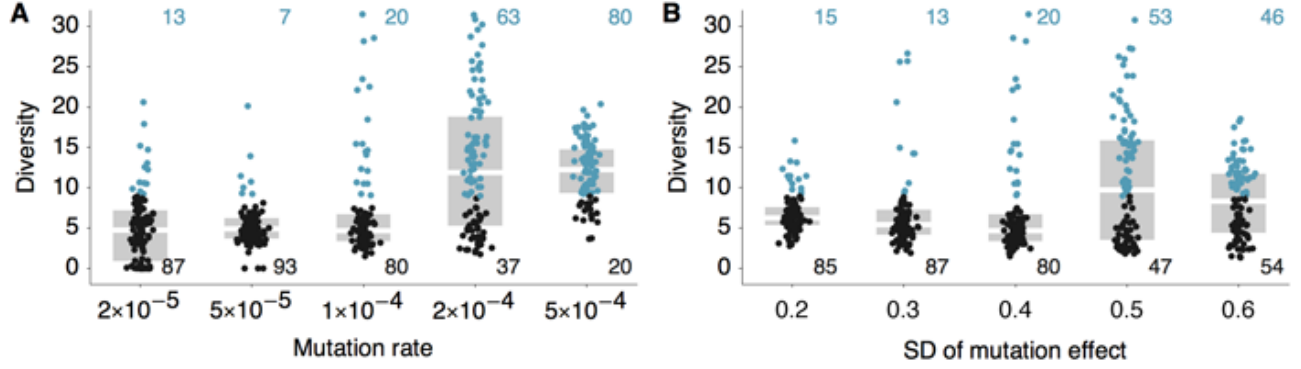 A
13 7 20 63 80
Diversity
30
25
20
15
10
5
0
87 93 80 37 20
2×10⁻⁵ 5×10⁻⁵ 1×10⁻⁴ 2×10⁻⁴ 5×10⁻⁴
Mutation rate
B
15 13 20 53 46
Diversity
30
25
20
15
10
5
0
85 87 80 47 54
0.2 0.3 0.4 0.5 0.6
SD of mutation effect